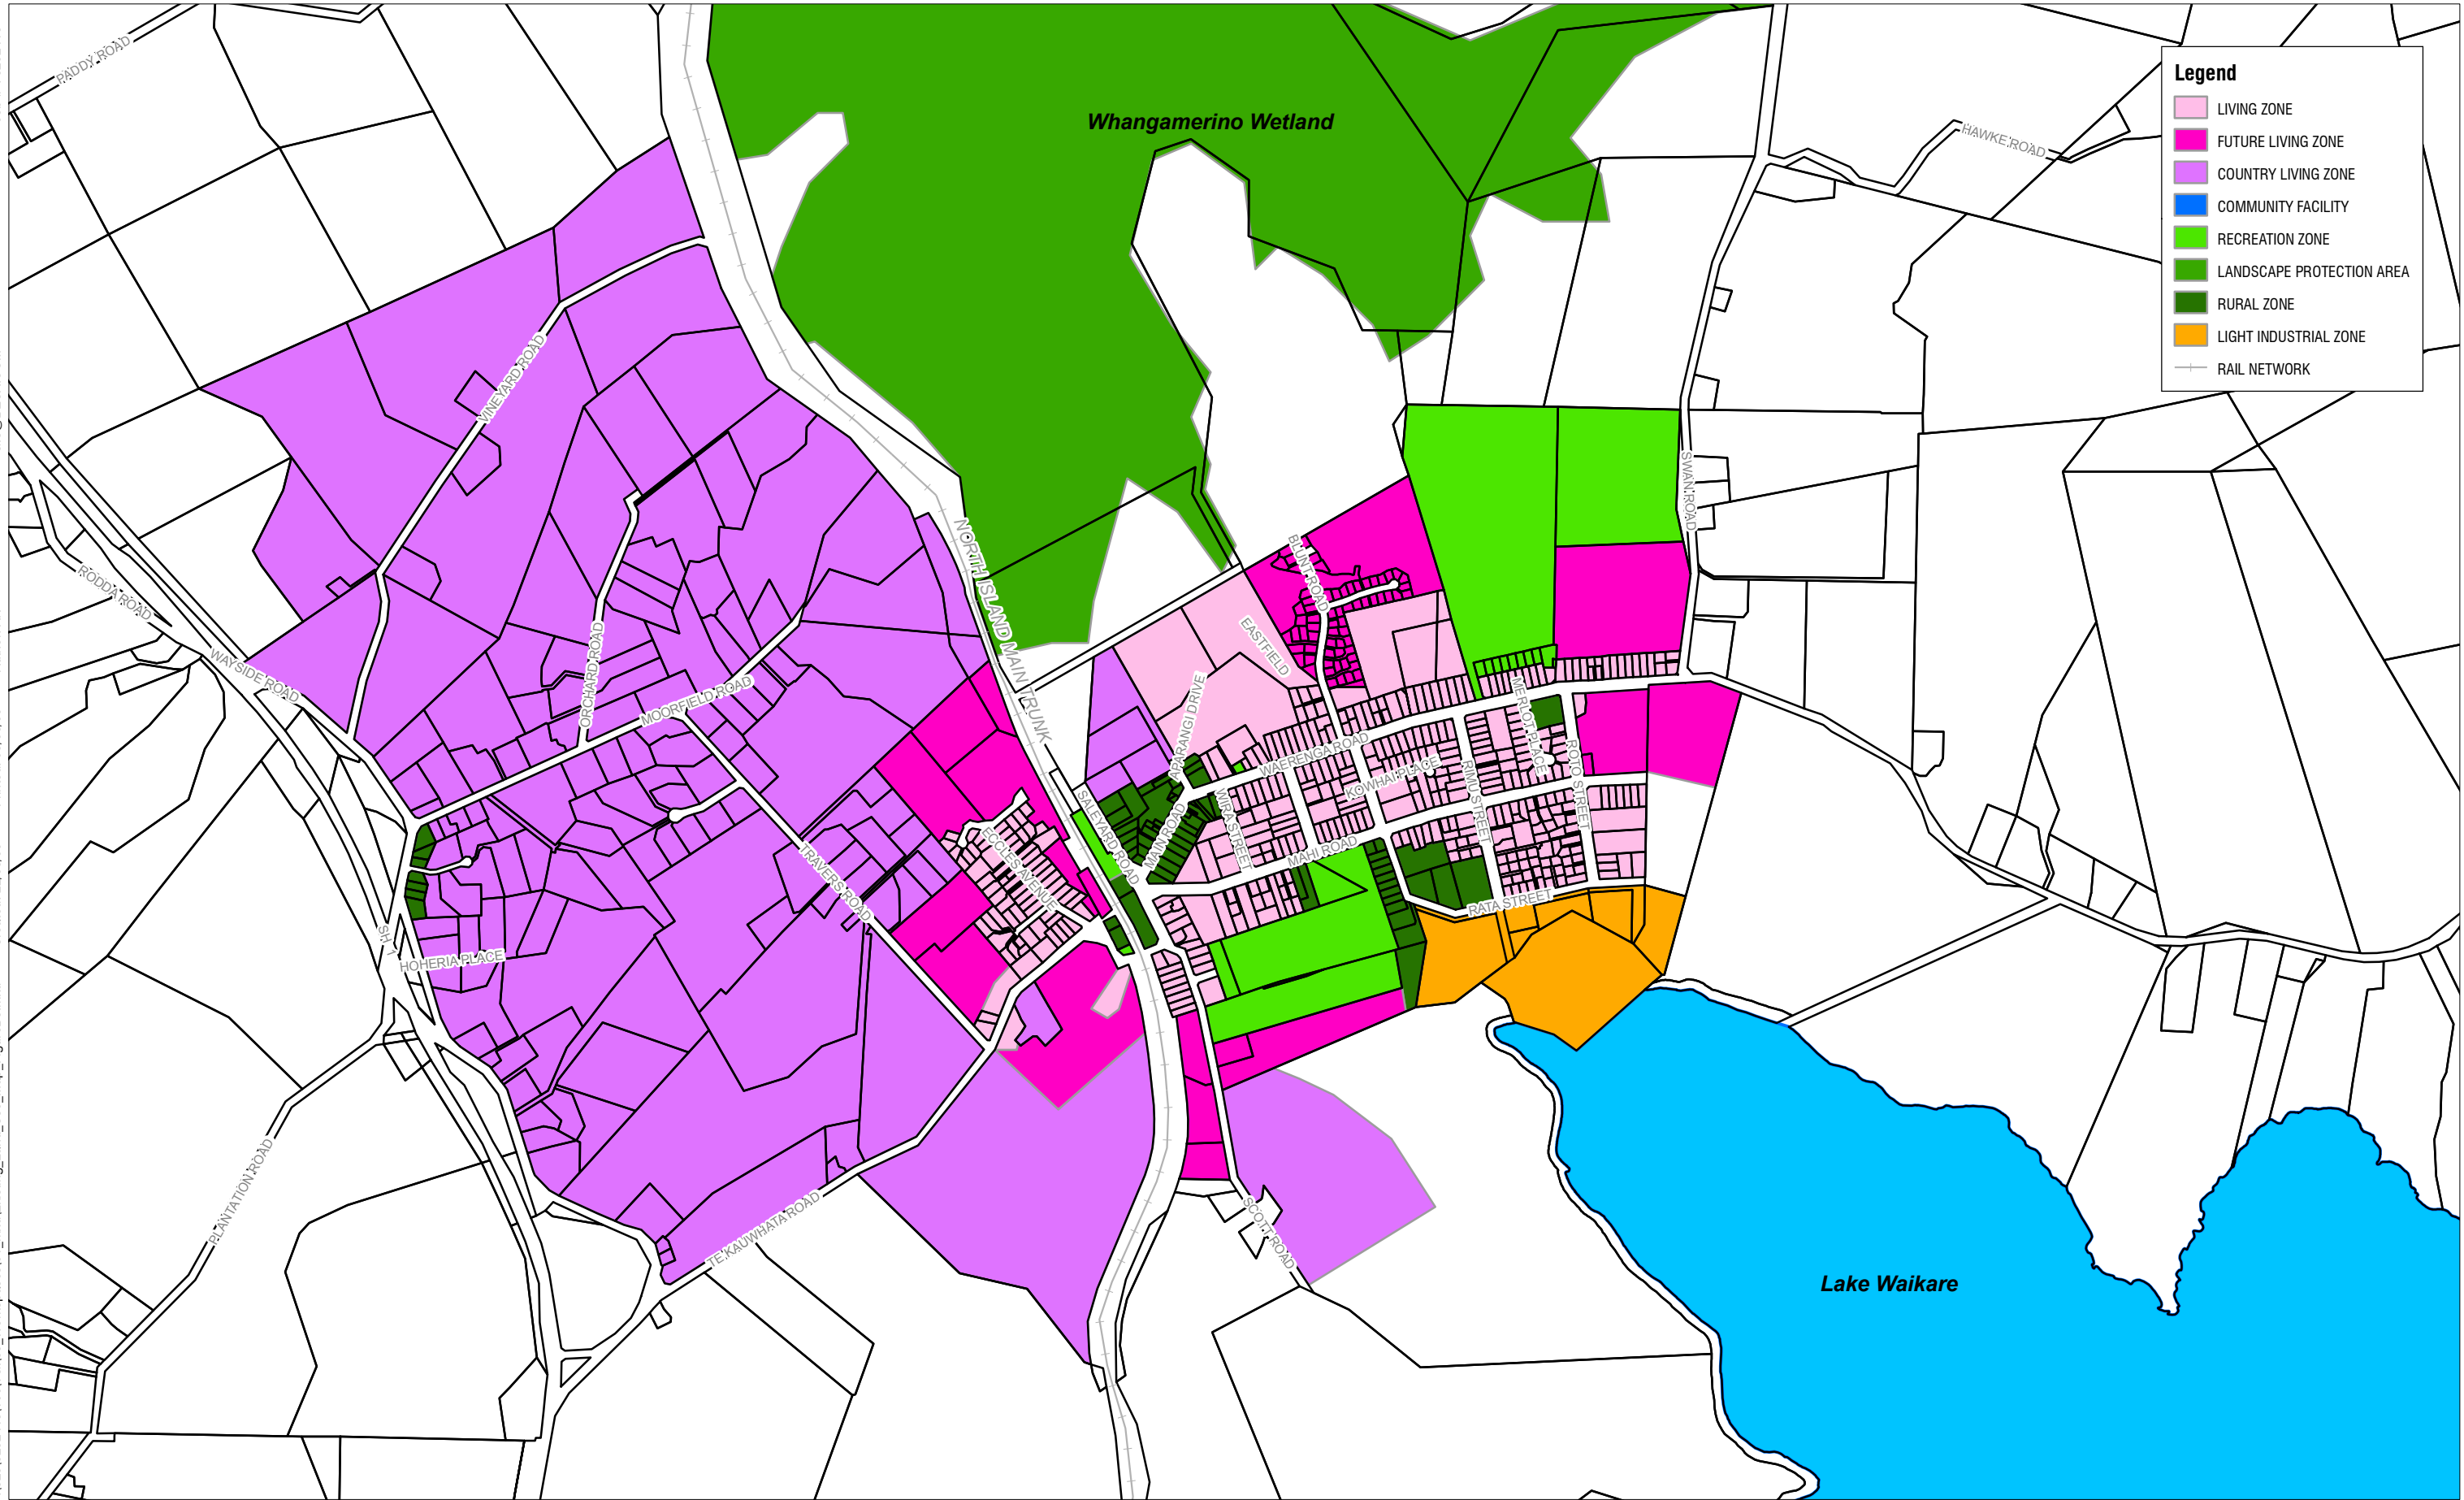 PADDY ROAD
Whangamerino Wetland
HAWKE ROAD
Legend
LIVING ZONE
FUTURE LIVING ZONE
COUNTRY LIVING ZONE
COMMUNITY FACILITY
RECREATION ZONE
LANDSCAPE PROTECTION AREA
RURAL ZONE
LIGHT INDUSTRIAL ZONE
RAIL NETWORK
VINEYARD ROAD
SWAN ROAD
RODDA ROAD
WAYSIDE ROAD
ORCHARD ROAD
MOORFIELD ROAD
NORTH ISLAND MAIN TRUNK
BLUNT ROAD
EASTFIELD
APARANGI DRIVE
WAERENGA ROAD
MERLOT PLACE
KOWHAI PLACE
RIMU STREET
ROTO STREET
SALEYARD ROAD
MAIN ROAD
WIRA STREET
MAHI ROAD
ECCLES AVENUE
TRAVERS ROAD
RATA STREET
SH 1
HOHERIA PLACE
PLANTATION ROAD
TE KAUWHATA ROAD
SCOTT ROAD
Lake Waikare